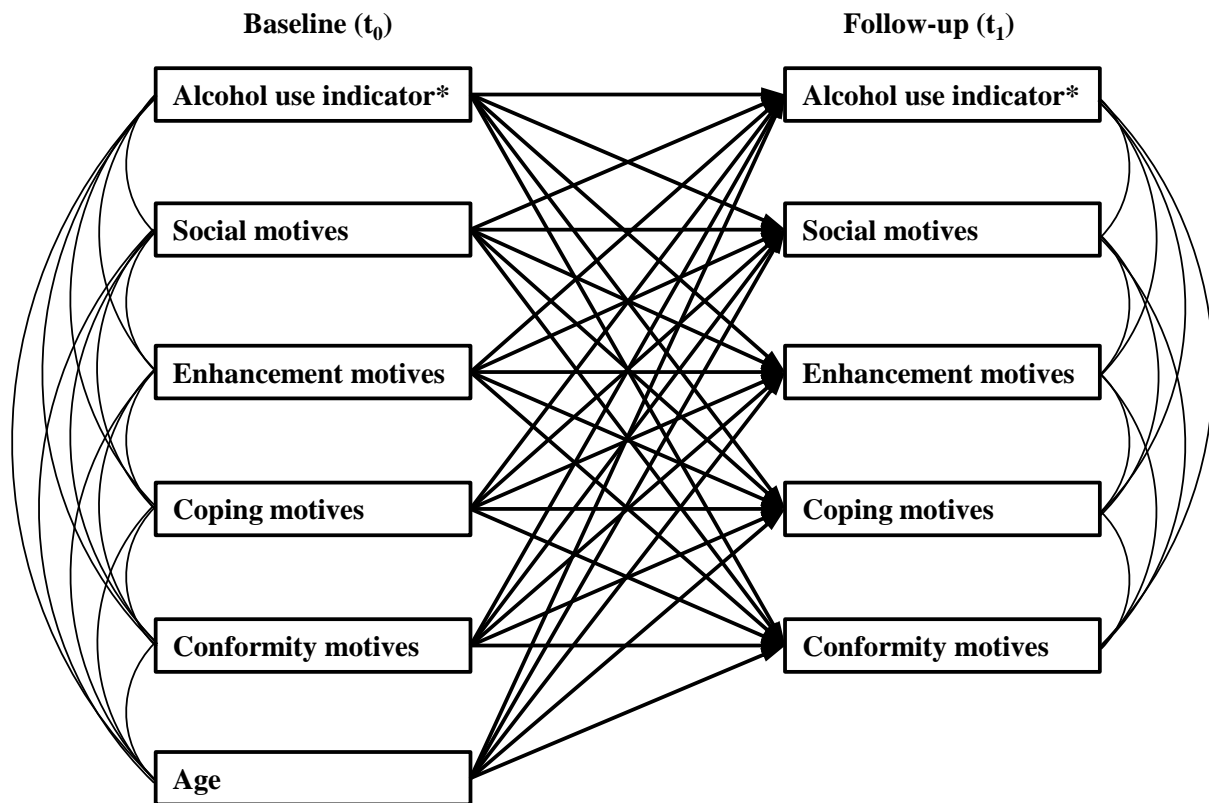 Baseline (t0)
Follow-up (t1)
Alcohol use indicator*
Alcohol use indicator*
Social motives
Social motives
Enhancement motives
Enhancement motives
Coping motives
Coping motives
Conformity motives
Conformity motives
Age